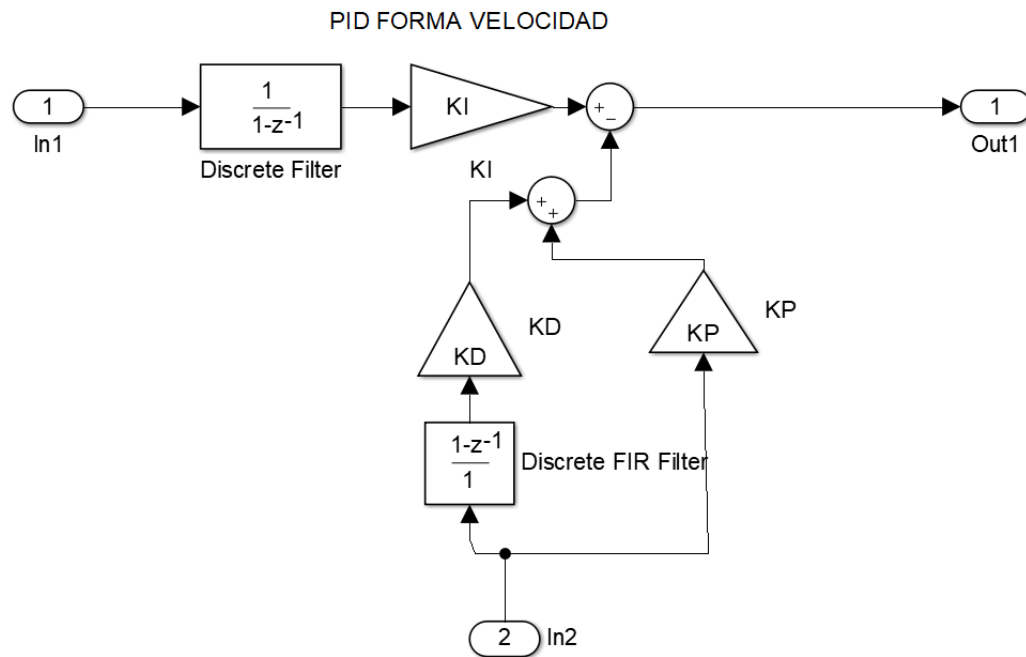 PID FORMA VELOCIDAD
1
In1
1
1-z-1
Discrete Filter
KI
KI
+
−
1
Out1
+
+
KD
KD
KP
KP
1-z-1
1
Discrete FIR Filter
2
In2